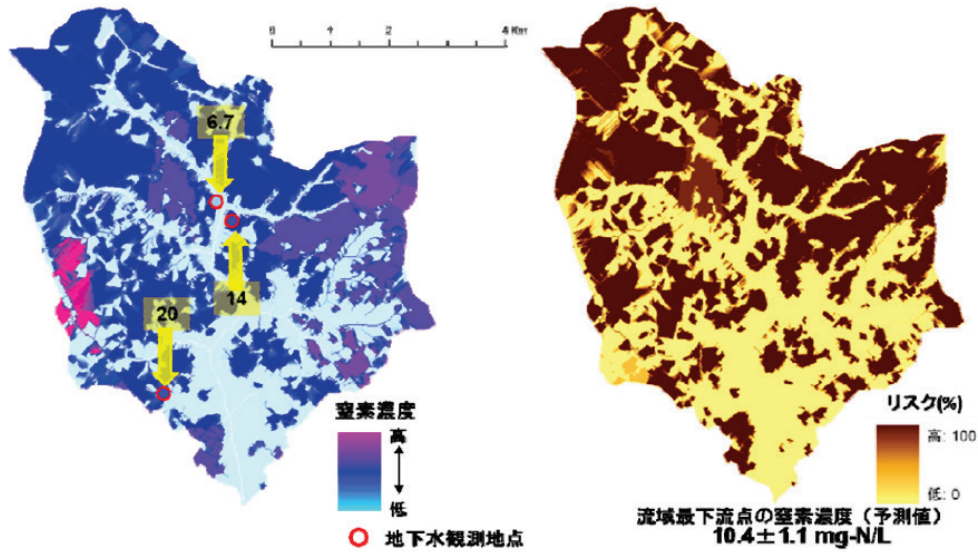 0 2 4 Km
6.7
14
20
窒素濃度
高
低
地下水観測地点
リスク(%)
高: 100
低: 0
流域最下流点の窒素濃度（予測値）
10.4±1.1 mg-N/L